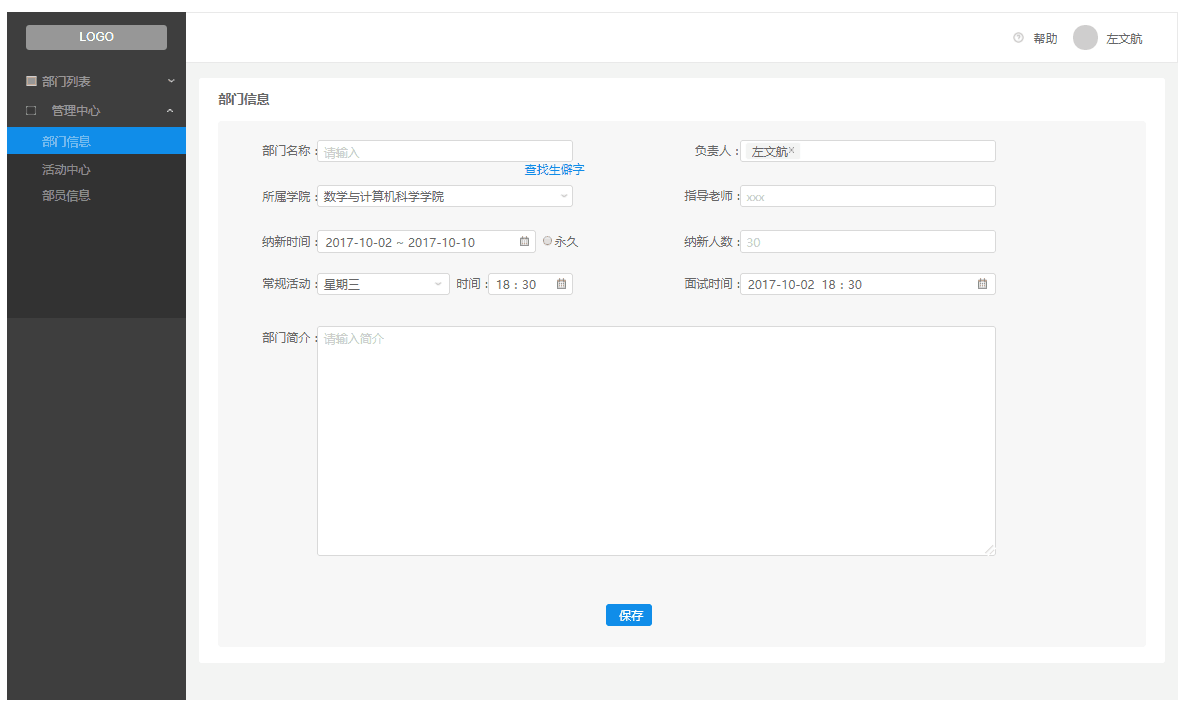 LOGO
帮助 左文航
部门列表
管理中心
部门信息
活动中心
部员信息
部门信息
部门名称： 请输入 负责人： 左文航×
查找生僻字
所属学院： 数学与计算机科学学院 指导老师： xxx
纳新时间： 2017-10-02 ~ 2017-10-10 永久 纳新人数： 30
常规活动： 星期三 时间： 18 : 30 面试时间： 2017-10-02 18 : 30
部门简介： 请输入简介
保存